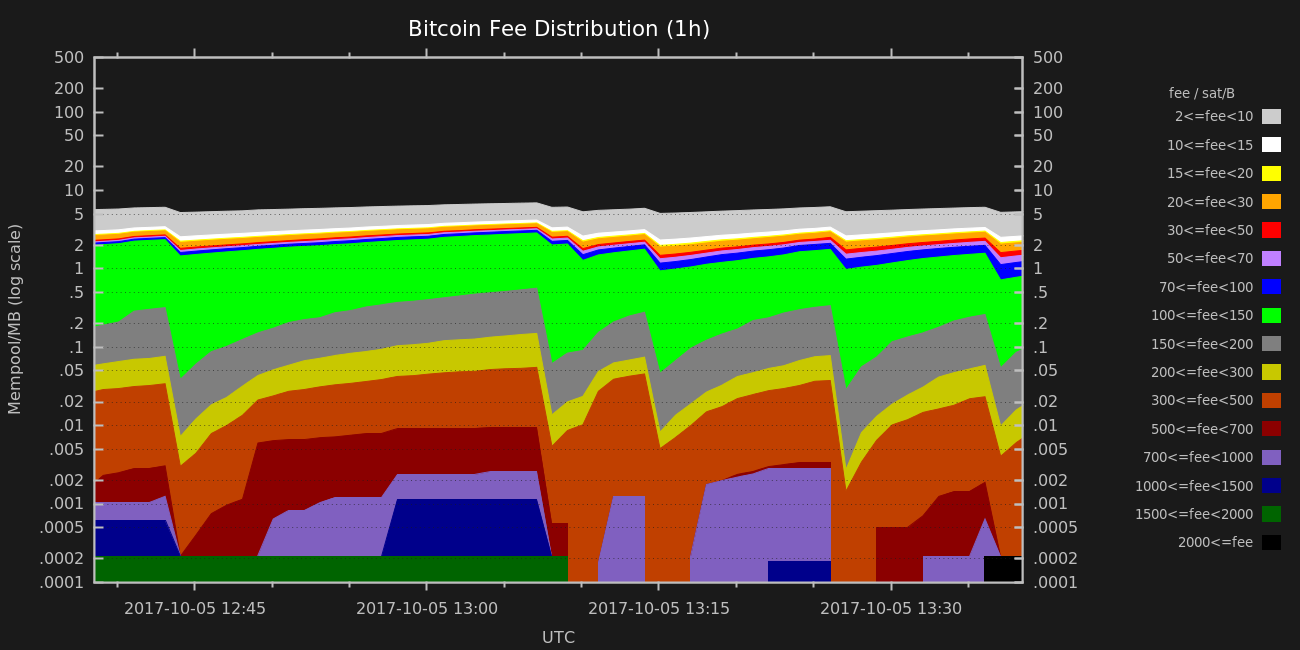 Bitcoin Fee Distribution (1h)
Mempool/MB (log scale)
500 500
200 200
100 100
50 50
20 20
10 10
5 5
2 2
1 1
.5 .5
.2 .2
.1 .1
.05 .05
.02 .02
.01 .01
.005 .005
.002 .002
.001 .001
.0005 .0005
.0002 .0002
.0001 .0001
2017-10-05 12:45 2017-10-05 13:00 2017-10-05 13:15 2017-10-05 13:30
UTC
fee / sat/B
2<=fee<10
10<=fee<15
15<=fee<20
20<=fee<30
30<=fee<50
50<=fee<70
70<=fee<100
100<=fee<150
150<=fee<200
200<=fee<300
300<=fee<500
500<=fee<700
700<=fee<1000
1000<=fee<1500
1500<=fee<2000
2000<=fee